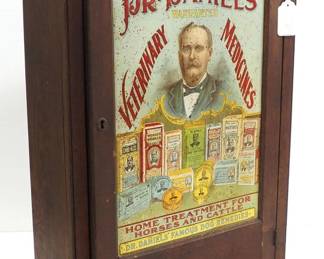 DR. DANIELS'
WARRANTED
VETERINARY
MEDICINES
HOME TREATMENT FOR
HORSES AND CATTLE
DR. DANIELS' FAMOUS DOG REMEDIES